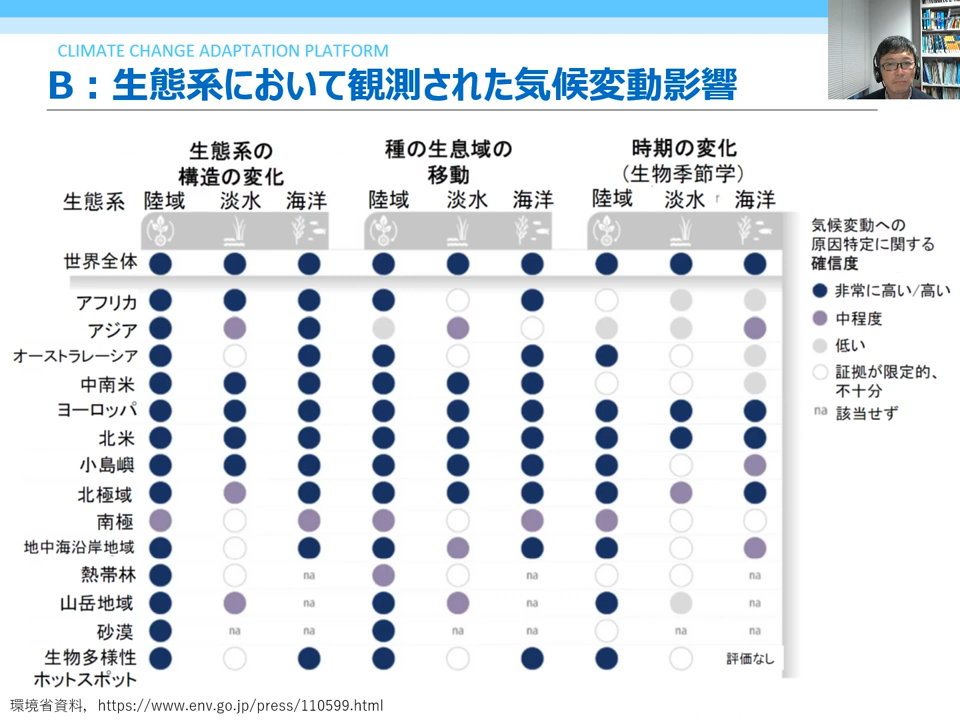 CLIMATE CHANGE ADAPTATION PLATFORM
B：生態系において観測された気候変動影響
生態系の
構造の変化
種の生息域の
移動
時期の変化
(生物季節学)
生態系 陸域 淡水 海洋 陸域 淡水 海洋 陸域 淡水 海洋
世界全体
アフリカ
アジア
オーストラレーシア
中南米
ヨーロッパ
北米
小島嶼
北極域
南極
地中海沿岸地域
熱帯林 na na na
山岳地域 na na na
砂漠 na na na na na na
生物多様性
ホットスポット
評価なし
気候変動への
原因特定に関する
確信度
非常に高い/高い
中程度
低い
証拠が限定的、
不十分
na 該当せず
環境省資料，https://www.env.go.jp/press/110599.html